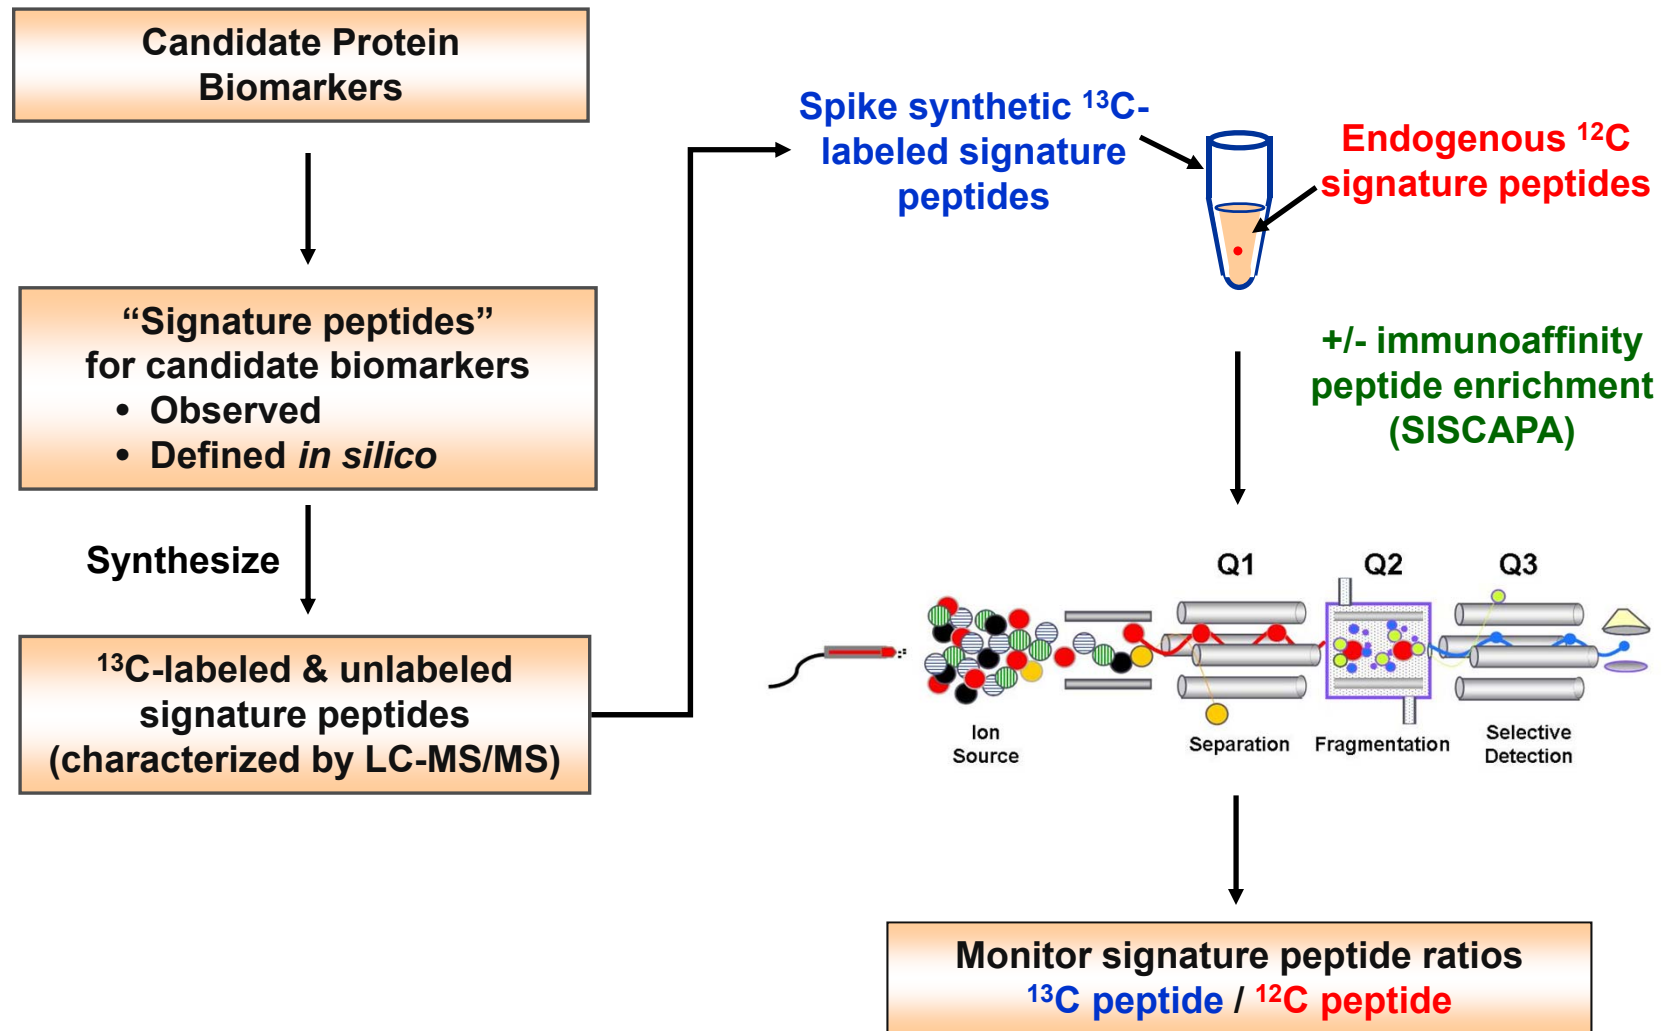 Candidate Protein
Biomarkers
“Signature peptides”
for candidate biomarkers
• Observed
• Defined in silico
Synthesize
¹³C-labeled & unlabeled
signature peptides
(characterized by LC-MS/MS)
Spike synthetic ¹³C-
labeled signature
peptides
Endogenous ¹²C
signature peptides
+/- immunoaffinity
peptide enrichment
(SISCAPA)
Q1
Q2
Q3
Ion
Source
Separation
Fragmentation
Selective
Detection
Monitor signature peptide ratios
¹³C peptide / ¹²C peptide